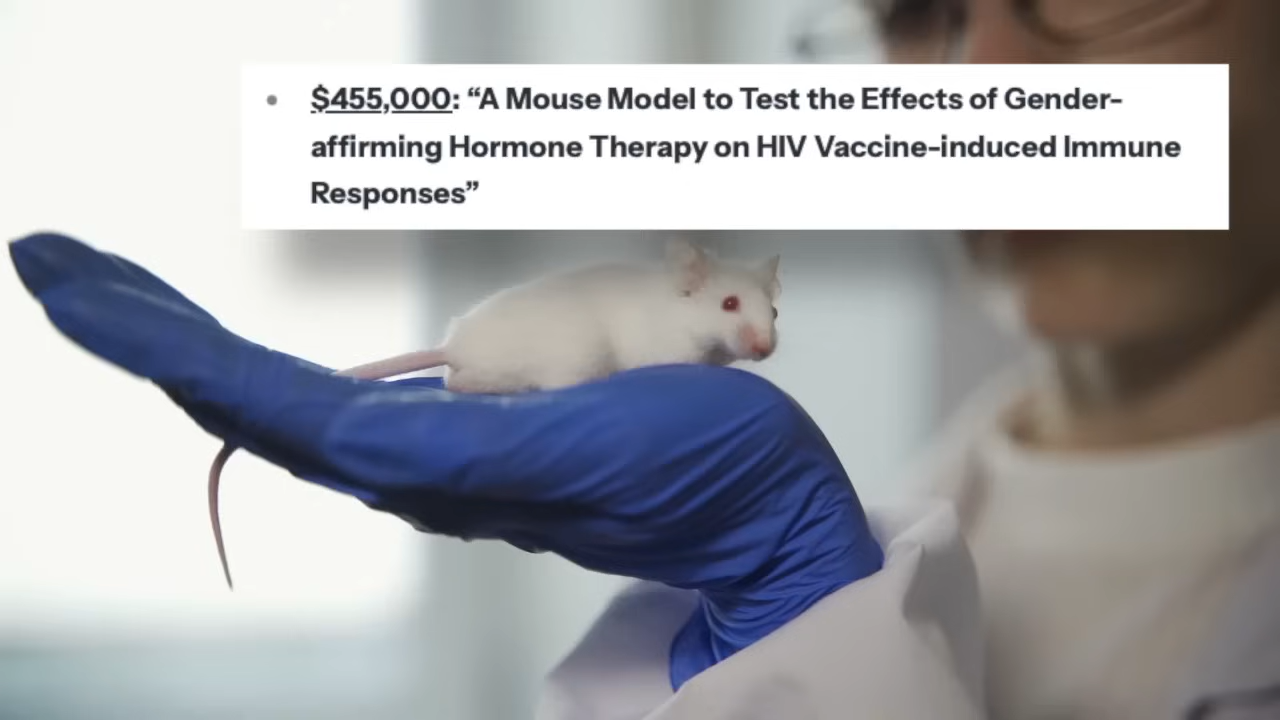 • $455,000: “A Mouse Model to Test the Effects of Gender-
affirming Hormone Therapy on HIV Vaccine-induced Immune
Responses”